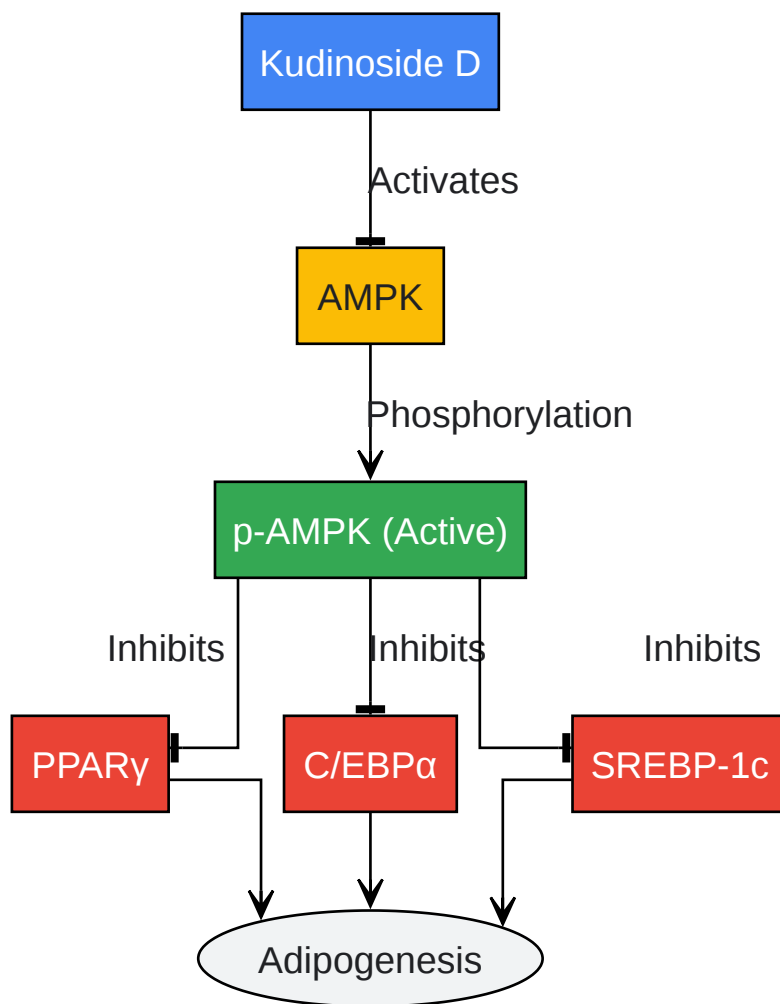 Kudinoside D
Activates
AMPK
Phosphorylation
p-AMPK (Active)
Inhibits
Inhibits
Inhibits
PPARγ
C/EBPα
SREBP-1c
Adipogenesis